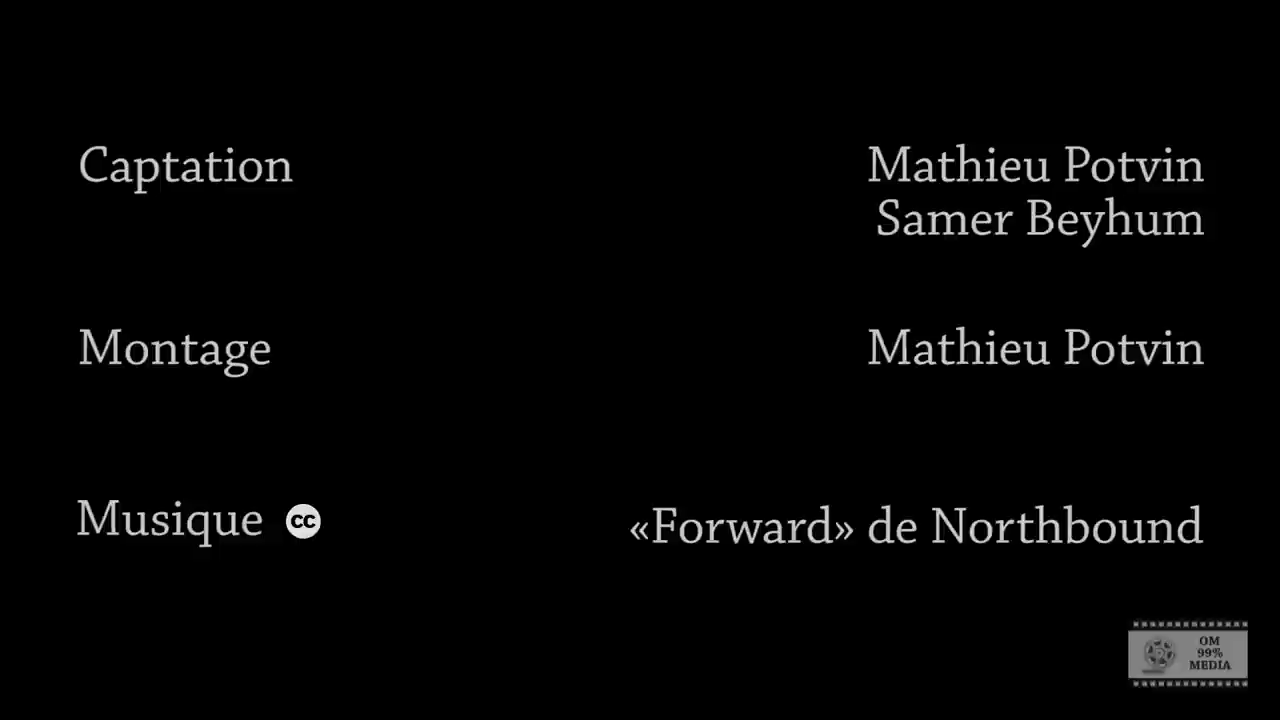 Captation
Mathieu Potvin
Samer Beyhum
Montage
Mathieu Potvin
Musique cc
«Forward» de Northbound
OM
99%
MEDIA